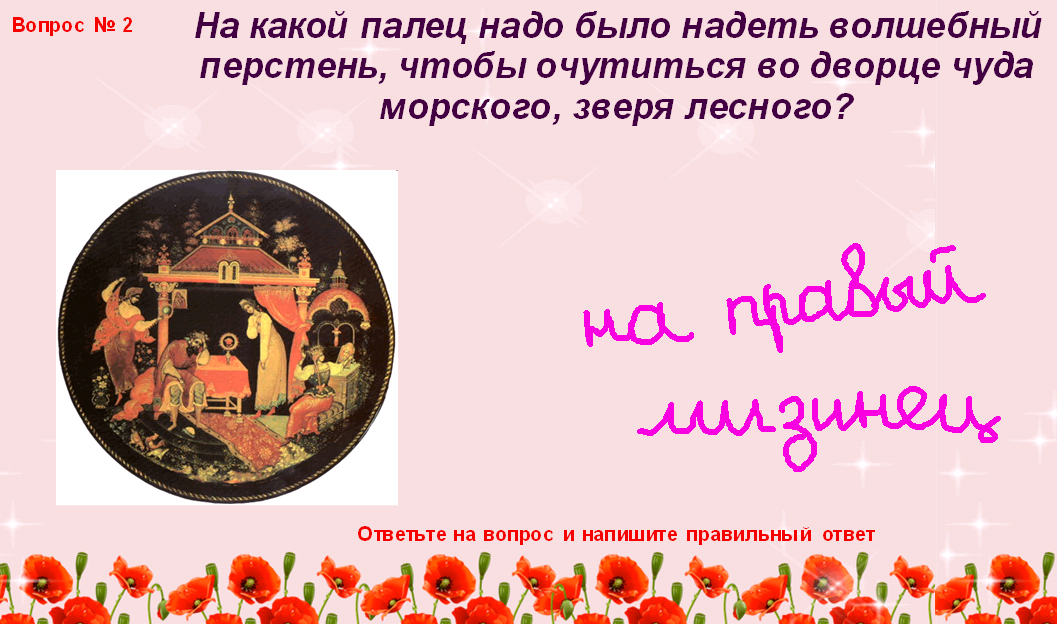 Вопрос № 2
На какой палец надо было надеть волшебный
перстень, чтобы очутиться во дворце чуда
морского, зверя лесного?
на правый
мизинец
Ответьте на вопрос и напишите правильный ответ